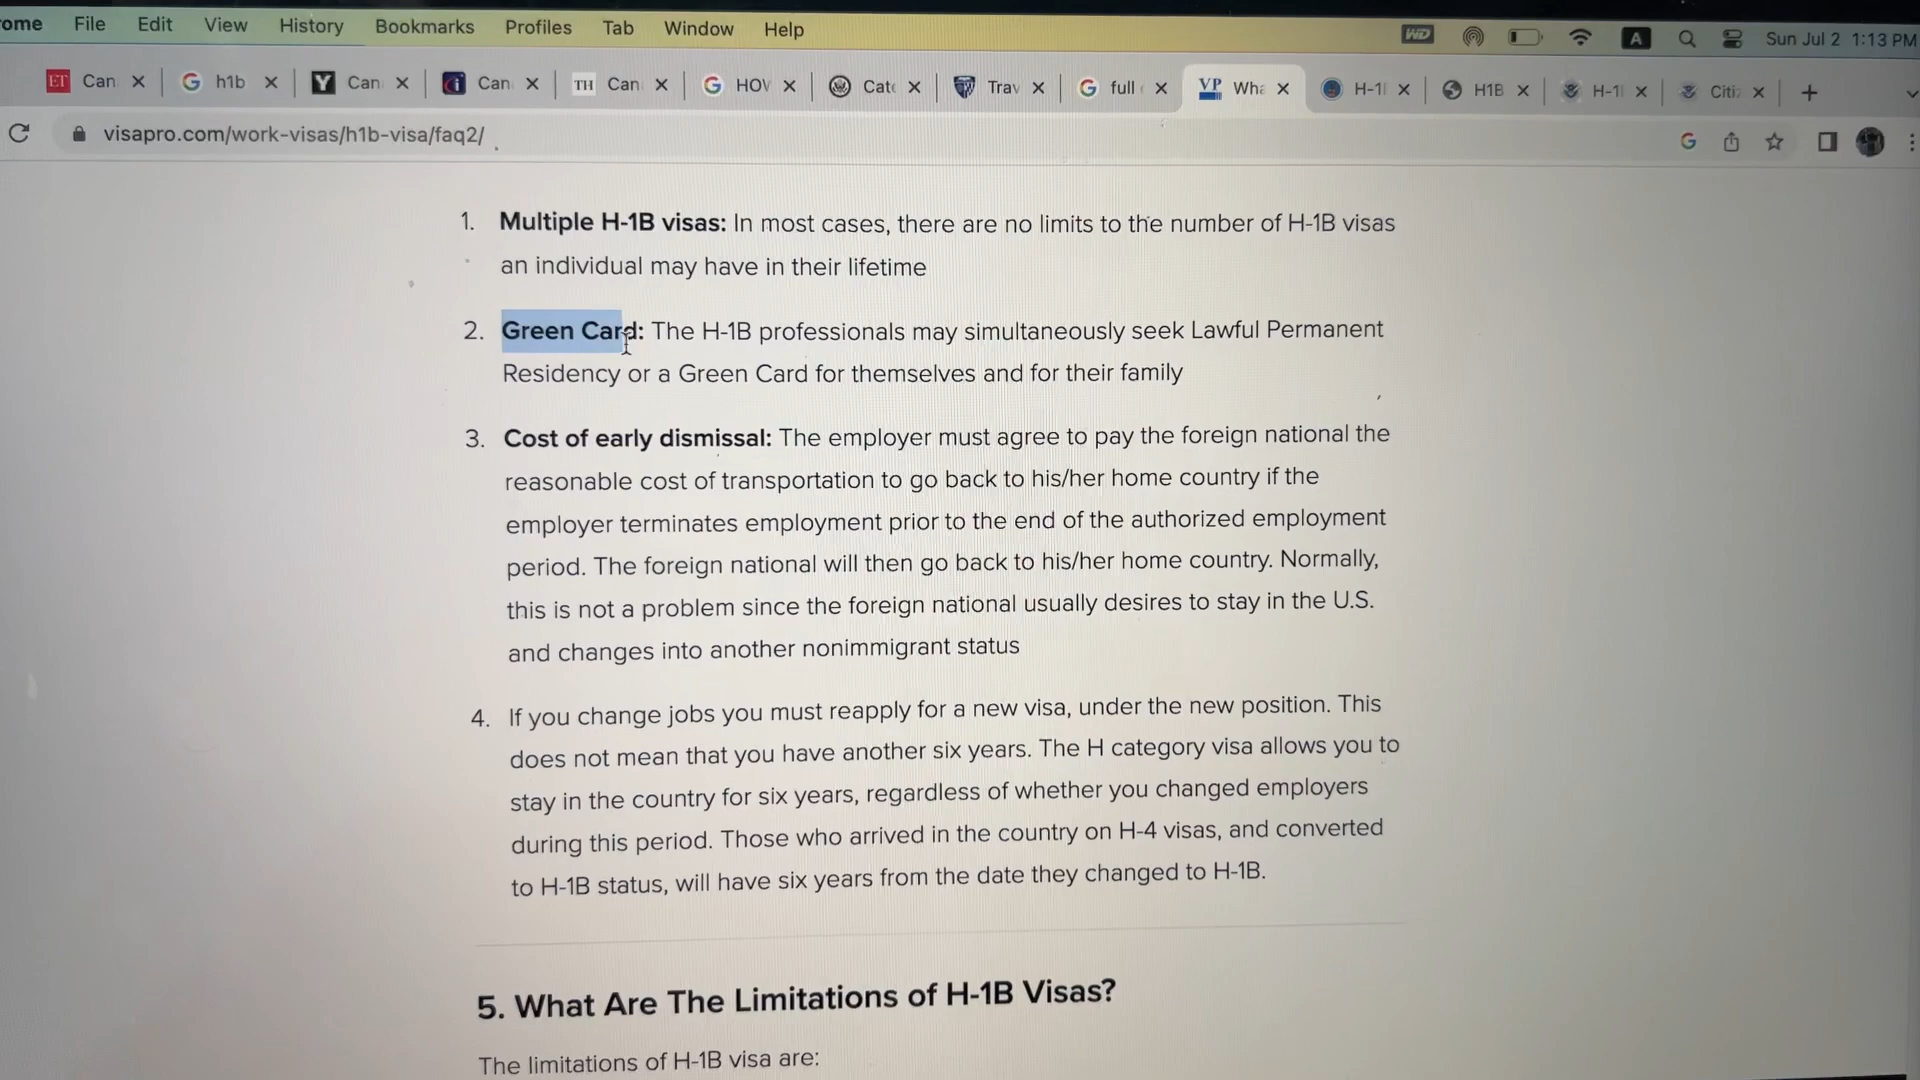 ome File Edit View History Bookmarks Profiles Tab Window Help WD A Sun Jul 2 1:13 PM
ET Can h1b Y Can Can TH Can HOV Cat Trav full VP Wha H-1 H1B H-1 Citi
visapro.com/work-visas/h1b-visa/faq2/
1. Multiple H-1B visas: In most cases, there are no limits to the number of H-1B visas
an individual may have in their lifetime
2. Green Card: The H-1B professionals may simultaneously seek Lawful Permanent
Residency or a Green Card for themselves and for their family
3. Cost of early dismissal: The employer must agree to pay the foreign national the
reasonable cost of transportation to go back to his/her home country if the
employer terminates employment prior to the end of the authorized employment
period. The foreign national will then go back to his/her home country. Normally,
this is not a problem since the foreign national usually desires to stay in the U.S.
and changes into another nonimmigrant status
4. If you change jobs you must reapply for a new visa, under the new position. This
does not mean that you have another six years. The H category visa allows you to
stay in the country for six years, regardless of whether you changed employers
during this period. Those who arrived in the country on H-4 visas, and converted
to H-1B status, will have six years from the date they changed to H-1B.
5. What Are The Limitations of H-1B Visas?
The limitations of H-1B visa are: